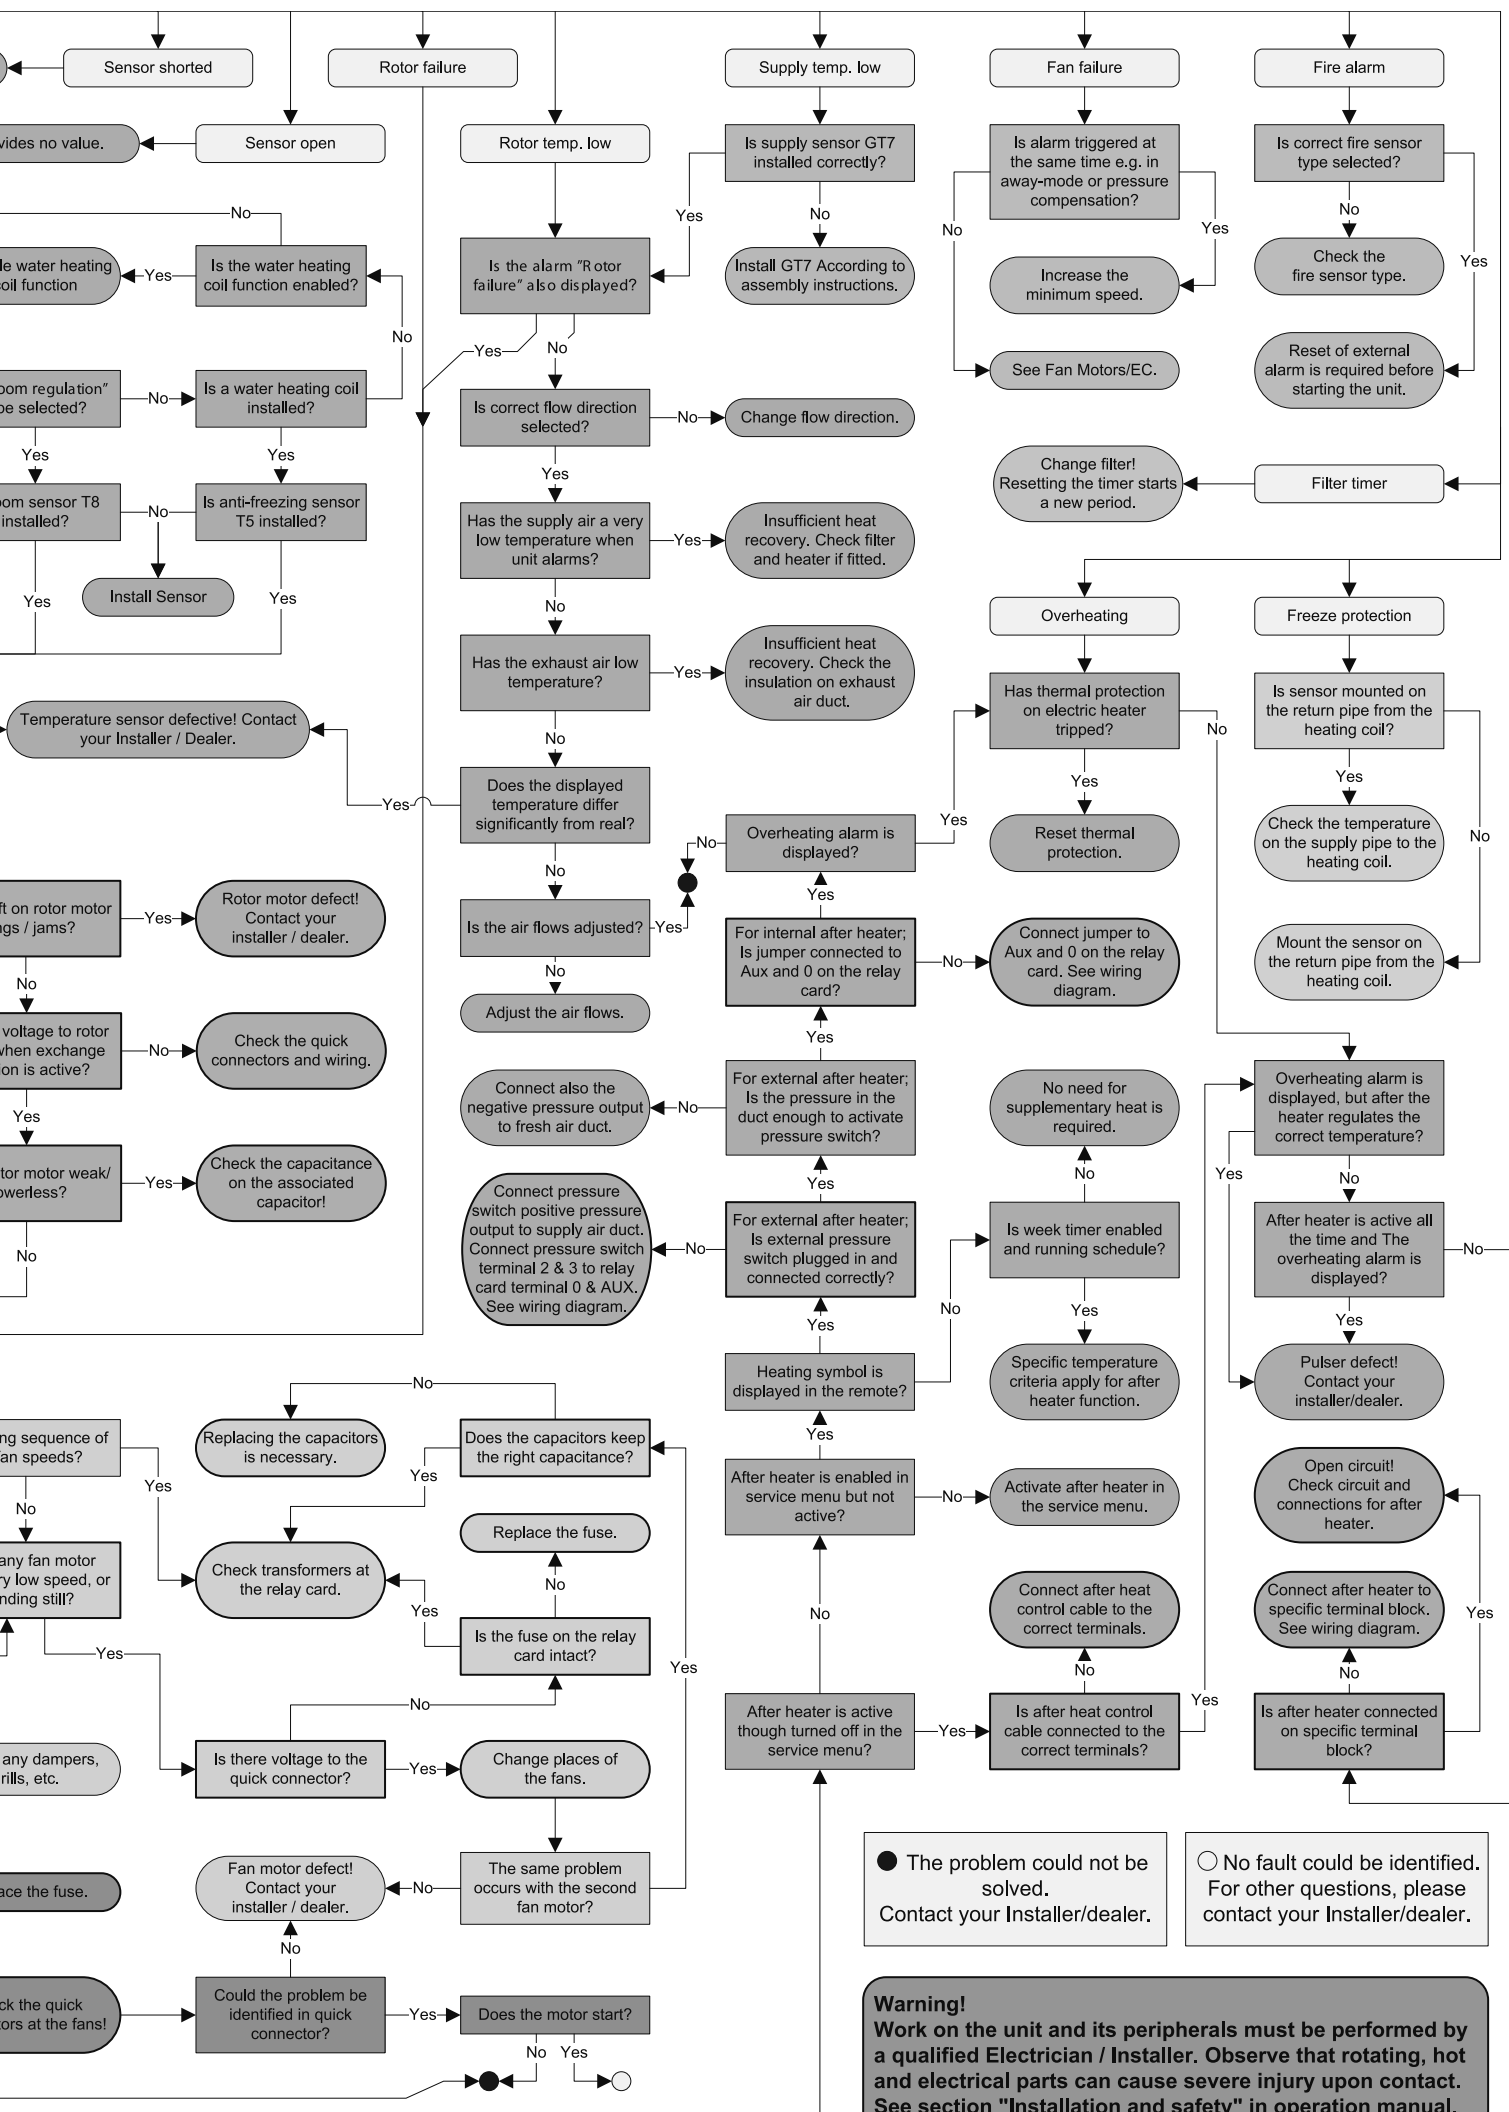 Sensor shorted
Rotor failure
Supply temp. low
Fan failure
Fire alarm
vides no value.
Sensor open
Rotor temp. low
Is supply sensor GT7
installed correctly?
Is alarm triggered at
the same time e.g. in
away-mode or pressure
compensation?
Is correct fire sensor
type selected?
No
Yes
No
No
Yes
No
Yes
le water heating
oil function
Yes
Is the water heating
coil function enabled?
Is the alarm ”Rotor
failure” also displayed?
Install GT7 According to
assembly instructions.
Increase the
minimum speed.
Check the
fire sensor type.
Yes
No
Yes
No
oom regulation”
be selected?
No
Is a water heating coil
installed?
Is correct flow direction
selected?
No
Change flow direction.
See Fan Motors/EC.
Reset of external
alarm is required before
starting the unit.
Yes
Yes
Yes
Change filter!
Resetting the timer starts
a new period.
Filter timer
oom sensor T8
installed?
No
Is anti-freezing sensor
T5 installed?
Has the supply air a very
low temperature when
unit alarms?
Yes
Insufficient heat
recovery. Check filter
and heater if fitted.
Yes
Install Sensor
Yes
No
Overheating
Freeze protection
Has the exhaust air low
temperature?
Yes
Insufficient heat
recovery. Check the
insulation on exhaust
air duct.
Has thermal protection
on electric heater
tripped?
No
Is sensor mounted on
the return pipe from the
heating coil?
Temperature sensor defective! Contact
your Installer / Dealer.
No
Yes
Yes
Yes
Does the displayed
temperature differ
significantly from real?
No
Overheating alarm is
displayed?
Yes
Reset thermal
protection.
Check the temperature
on the supply pipe to the
heating coil.
No
No
Yes
ft on rotor motor
ngs / jams?
Yes
Rotor motor defect!
Contact your
installer / dealer.
Is the air flows adjusted?
Yes
For internal after heater;
Is jumper connected to
Aux and 0 on the relay
card?
No
Connect jumper to
Aux and 0 on the relay
card. See wiring
diagram.
Mount the sensor on
the return pipe from the
heating coil.
No
No
Adjust the air flows.
Yes
voltage to rotor
when exchange
ion is active?
No
Check the quick
connectors and wiring.
Connect also the
negative pressure output
to fresh air duct.
No
For external after heater;
Is the pressure in the
duct enough to activate
pressure switch?
No need for
supplementary heat is
required.
Overheating alarm is
displayed, but after the
heater regulates the
correct temperature?
Yes
Yes
No
Yes
No
tor motor weak/
owerless?
Yes
Check the capacitance
on the associated
capacitor!
Connect pressure
switch positive pressure
output to supply air duct.
Connect pressure switch
terminal 2 & 3 to relay
card terminal 0 & AUX.
See wiring diagram.
No
For external after heater;
Is external pressure
switch plugged in and
connected correctly?
Is week timer enabled
and running schedule?
After heater is active all
the time and The
overheating alarm is
displayed?
No
No
Yes
No
Yes
Yes
Heating symbol is
displayed in the remote?
Specific temperature
criteria apply for after
heater function.
Pulser defect!
Contact your
installer/dealer.
No
Yes
ng sequence of
fan speeds?
Replacing the capacitors
is necessary.
Does the capacitors keep
the right capacitance?
Yes
Yes
After heater is enabled in
service menu but not
active?
No
Activate after heater in
the service menu.
Open circuit!
Check circuit and
connections for after
heater.
No
Replace the fuse.
any fan motor
ry low speed, or
nding still?
Check transformers at
the relay card.
No
Yes
No
Connect after heat
control cable to the
correct terminals.
Connect after heater to
specific terminal block.
See wiring diagram.
Yes
Yes
Is the fuse on the relay
card intact?
Yes
No
No
No
Yes
After heater is active
though turned off in the
service menu?
Yes
Is after heat control
cable connected to the
correct terminals?
Is after heater connected
on specific terminal
block?
any dampers,
rills, etc.
Is there voltage to the
quick connector?
Yes
Change places of
the fans.
ace the fuse.
Fan motor defect!
Contact your
installer / dealer.
No
The same problem
occurs with the second
fan motor?
The problem could not be
solved.
Contact your Installer/dealer.
No fault could be identified.
For other questions, please
contact your Installer/dealer.
No
ck the quick
tors at the fans!
Could the problem be
identified in quick
connector?
Yes
Does the motor start?
No
Yes
Warning!
Work on the unit and its peripherals must be performed by
a qualified Electrician / Installer. Observe that rotating, hot
and electrical parts can cause severe injury upon contact.
See section "Installation and safety" in operation manual.